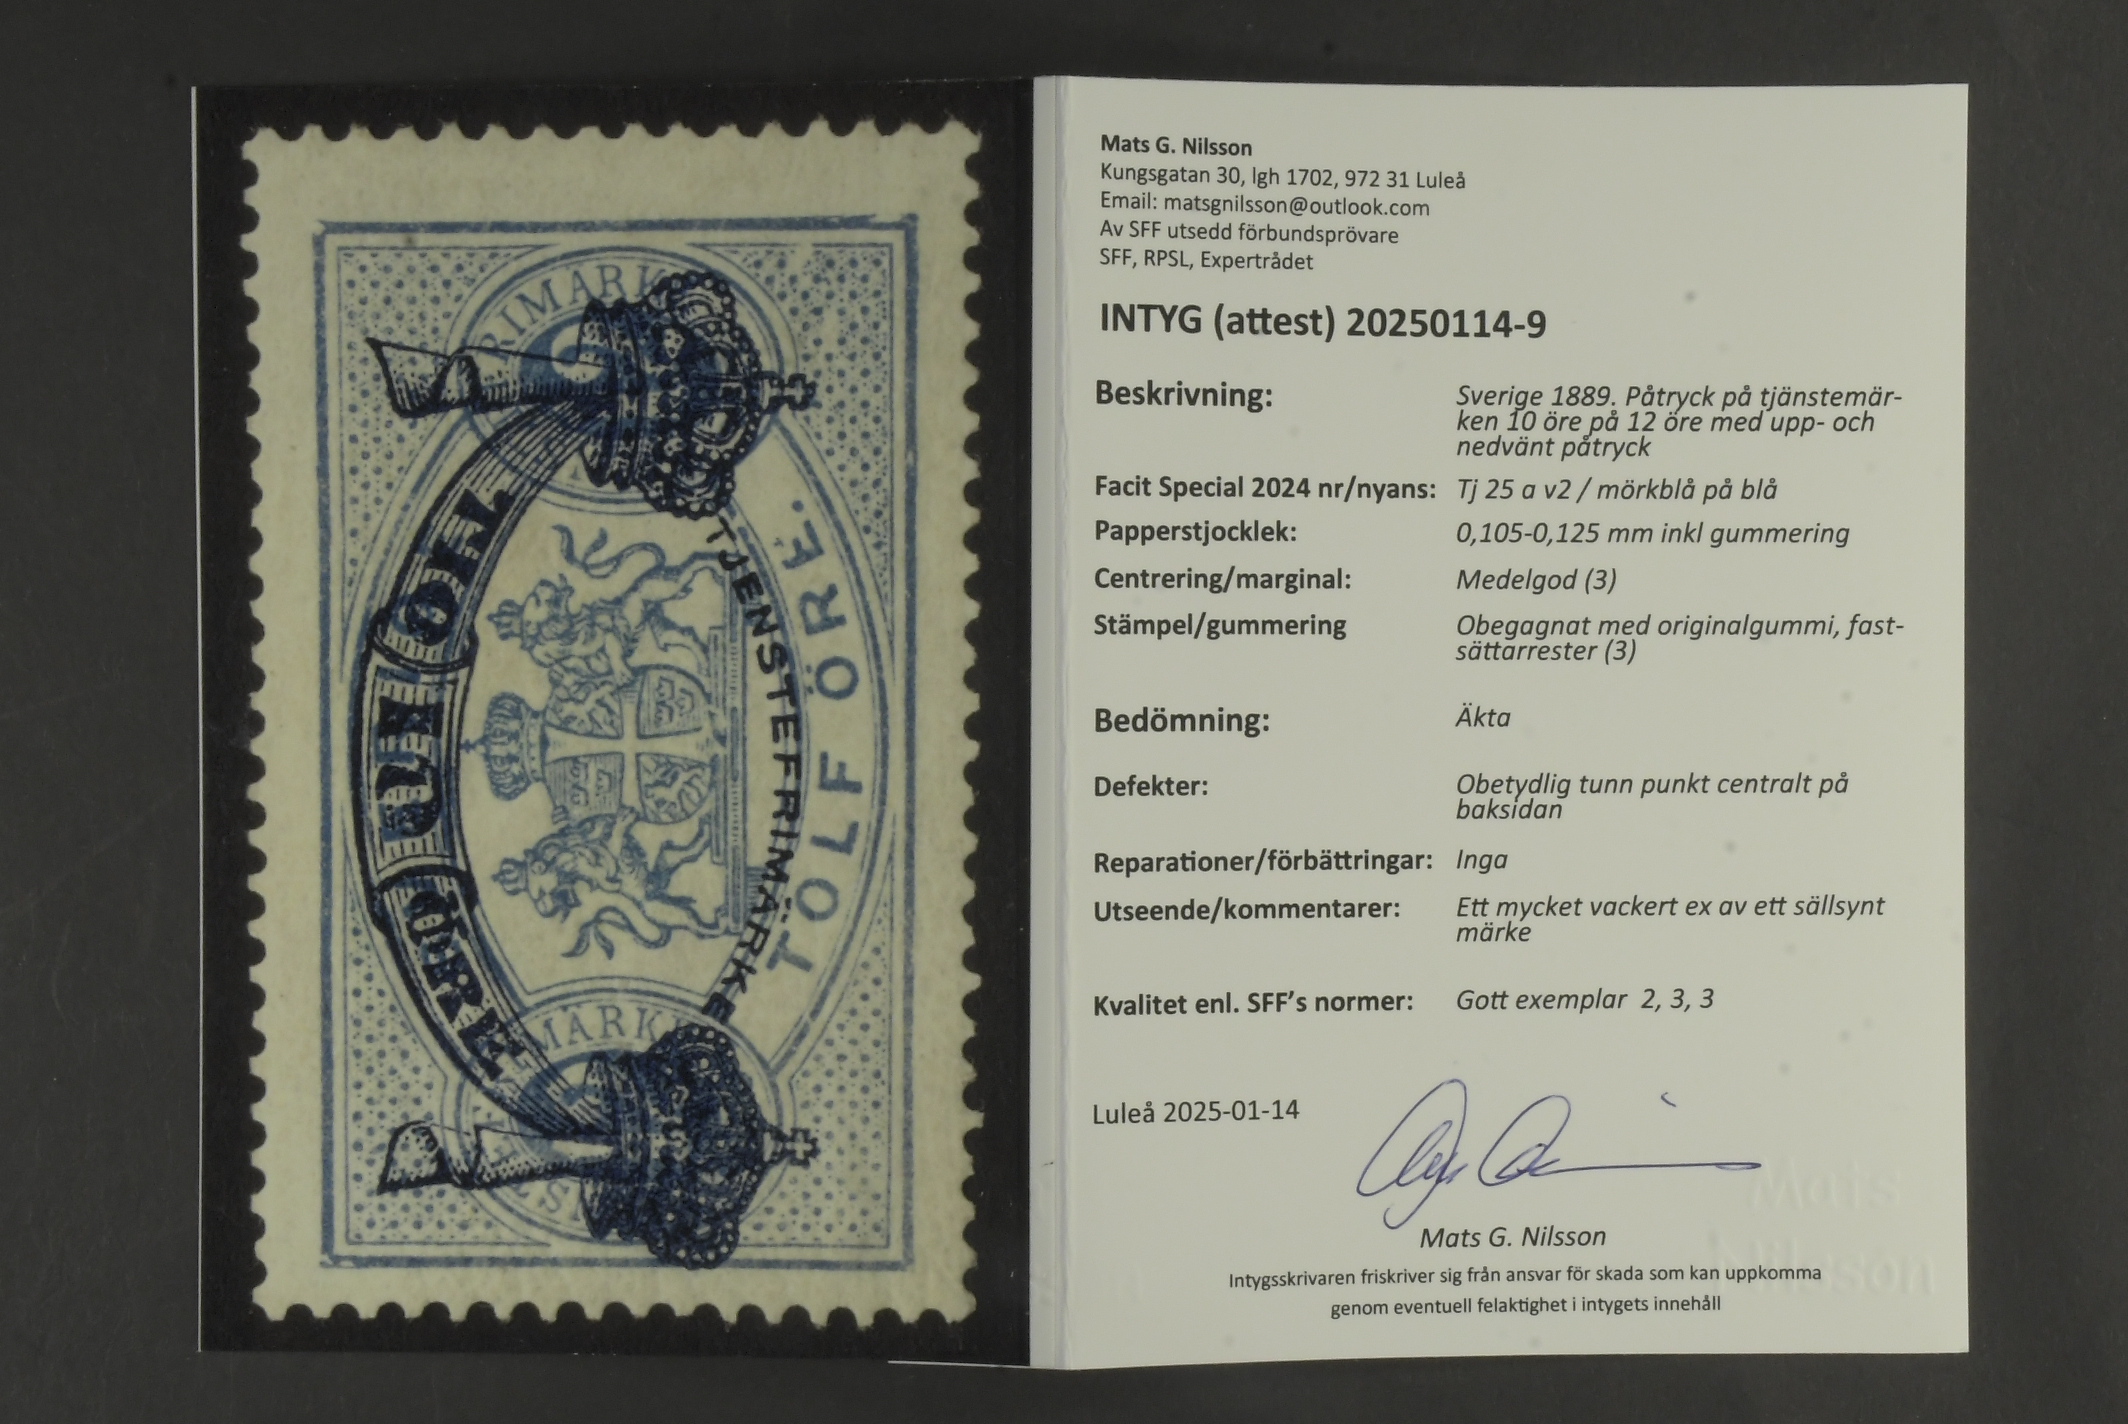 TJENSTEFRIMÄRKE
TOLF ÖRE.
TIO ÖRE
Mats G. Nilsson
Kungsgatan 30, lgh 1702, 972 31 Luleå
Email: matsgnilsson@outlook.com
Av SFF utsedd förbundsprövare
SFF, RPSL, Expertrådet
INTYG (attest) 20250114-9
Beskrivning: Sverige 1889. Påtryck på tjänstemär-
ken 10 öre på 12 öre med upp- och
nedvänt påtryck
Facit Special 2024 nr/nyans: Tj 25 a v2 / mörkblå på blå
Papperstjocklek: 0,105-0,125 mm inkl gummering
Centrering/marginal: Medelgod (3)
Stämpel/gummering Obegagnat med originalgummi, fast-
sättarrester (3)
Bedömning: Äkta
Defekter: Obetydlig tunn punkt centralt på
baksidan
Reparationer/förbättringar: Inga
Utseende/kommentarer: Ett mycket vackert ex av ett sällsynt
märke
Kvalitet enl. SFF's normer: Gott exemplar 2, 3, 3
Luleå 2025-01-14
Mats
Nilsson
Mats G. Nilsson
Intygsskrivaren friskriver sig från ansvar för skada som kan uppkomma
genom eventuell felaktighet i intygets innehåll